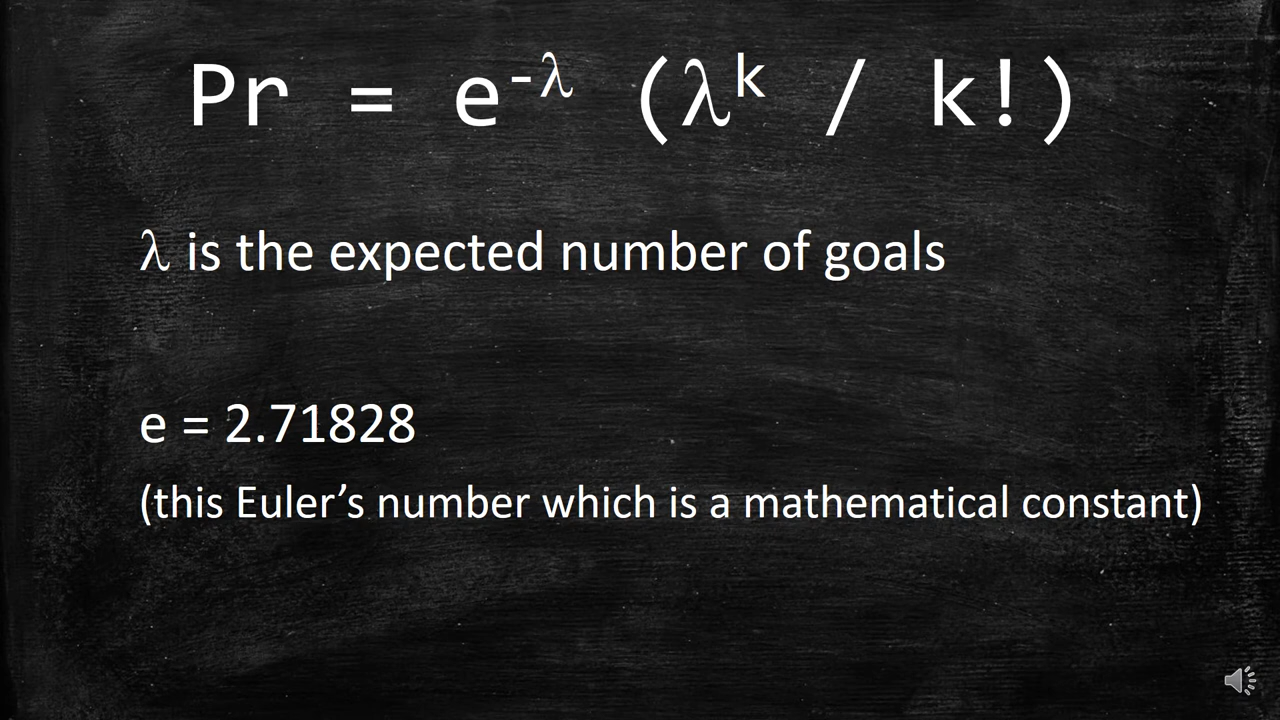 Pr = e^-λ (λ^k / k!)
λ is the expected number of goals
e = 2.71828
(this Euler’s number which is a mathematical constant)